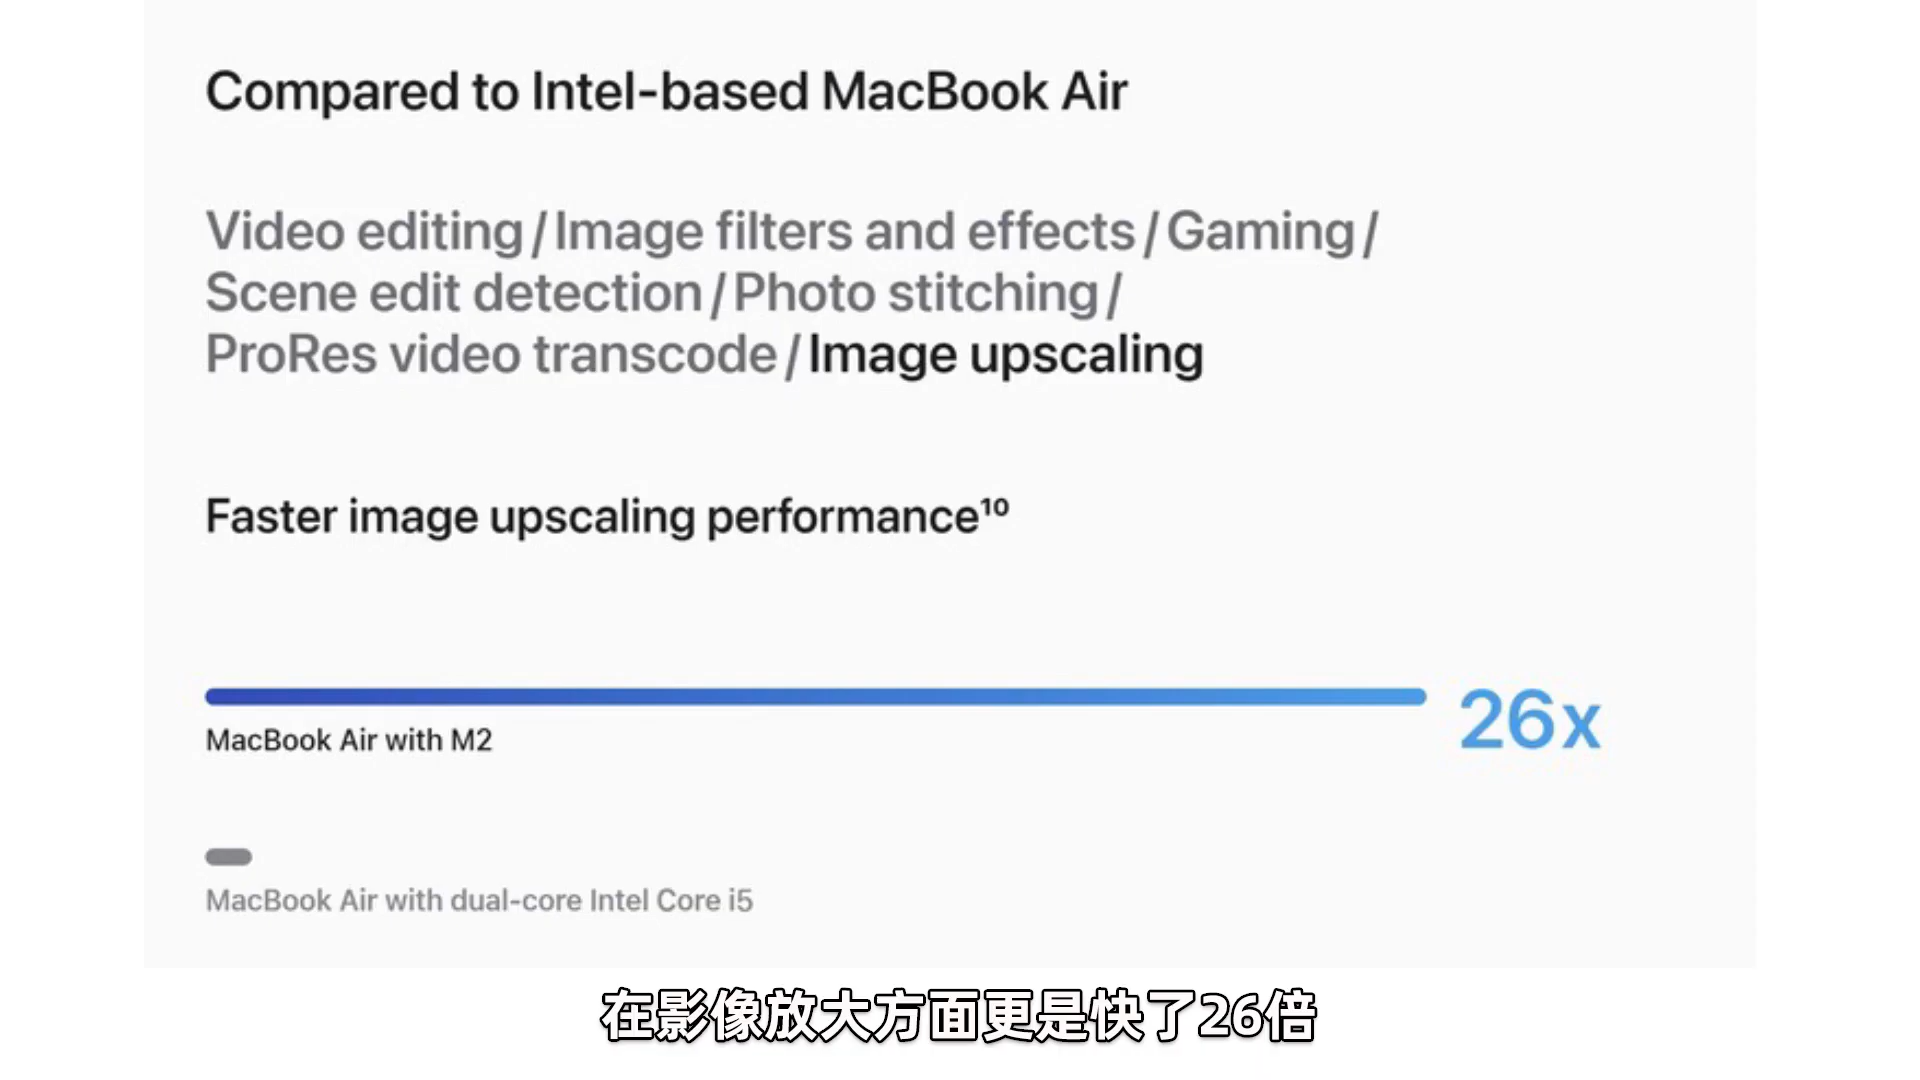 Compared to Intel-based MacBook Air
Video editing / Image filters and effects / Gaming /
Scene edit detection / Photo stitching /
ProRes video transcode / Image upscaling
Faster image upscaling performance¹⁰
26x
MacBook Air with M2
MacBook Air with dual-core Intel Core i5
在影像放大方面更是快了26倍